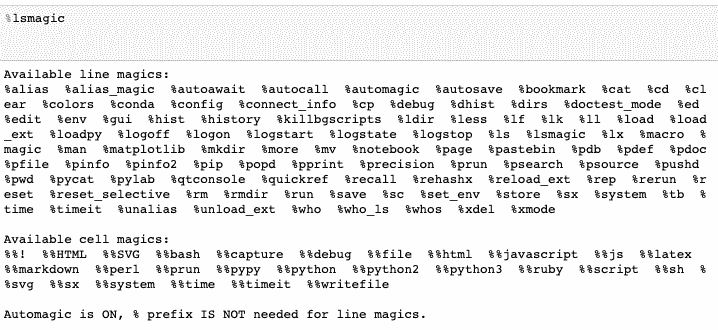 %lsmagic
Available line magics:
%alias %alias_magic %autoawait %autocall %automagic %autosave %bookmark %cat %cd %cl
ear %colors %conda %config %connect_info %cp %debug %dhist %dirs %doctest_mode %ed
%edit %env %gui %hist %history %killbgscripts %ldir %less %lf %lk %ll %load %load
_ext %loadpy %logoff %logon %logstart %logstate %logstop %ls %lsmagic %lx %macro %
magic %man %matplotlib %mkdir %more %mv %notebook %page %pastebin %pdb %pdef %pdoc
%pfile %pinfo %pinfo2 %pip %popd %pprint %precision %prun %psearch %psource %pushd
%pwd %pycat %pylab %qtconsole %quickref %recall %rehashx %reload_ext %rep %rerun %r
eset %reset_selective %rm %rmdir %run %save %sc %set_env %store %sx %system %tb %
time %timeit %unalias %unload_ext %who %who_ls %whos %xdel %xmode
Available cell magics:
%%! %%HTML %%SVG %%bash %%capture %%debug %%file %%html %%javascript %%js %%latex
%%markdown %%perl %%prun %%pypy %%python %%python2 %%python3 %%ruby %%script %%sh %
%svg %%sx %%system %%time %%timeit %%writefile
Automagic is ON, % prefix IS NOT needed for line magics.